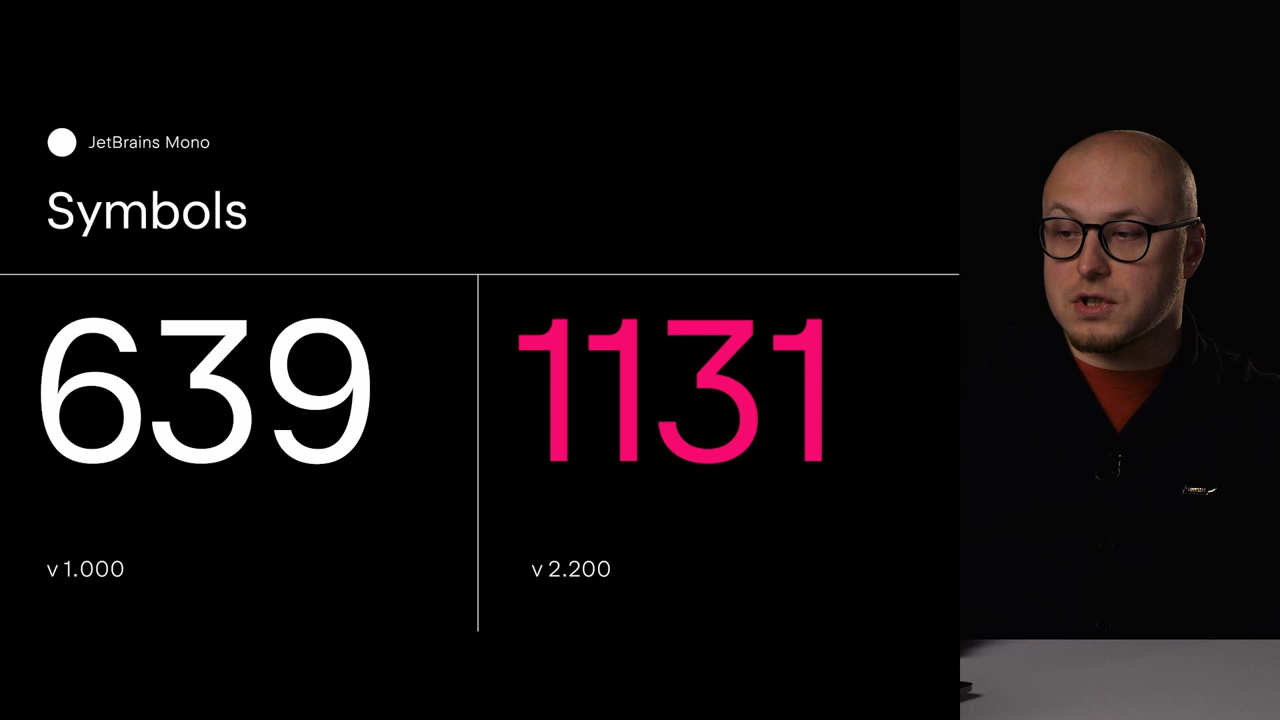 JetBrains Mono
Symbols
639
1131
v 1.000
v 2.200